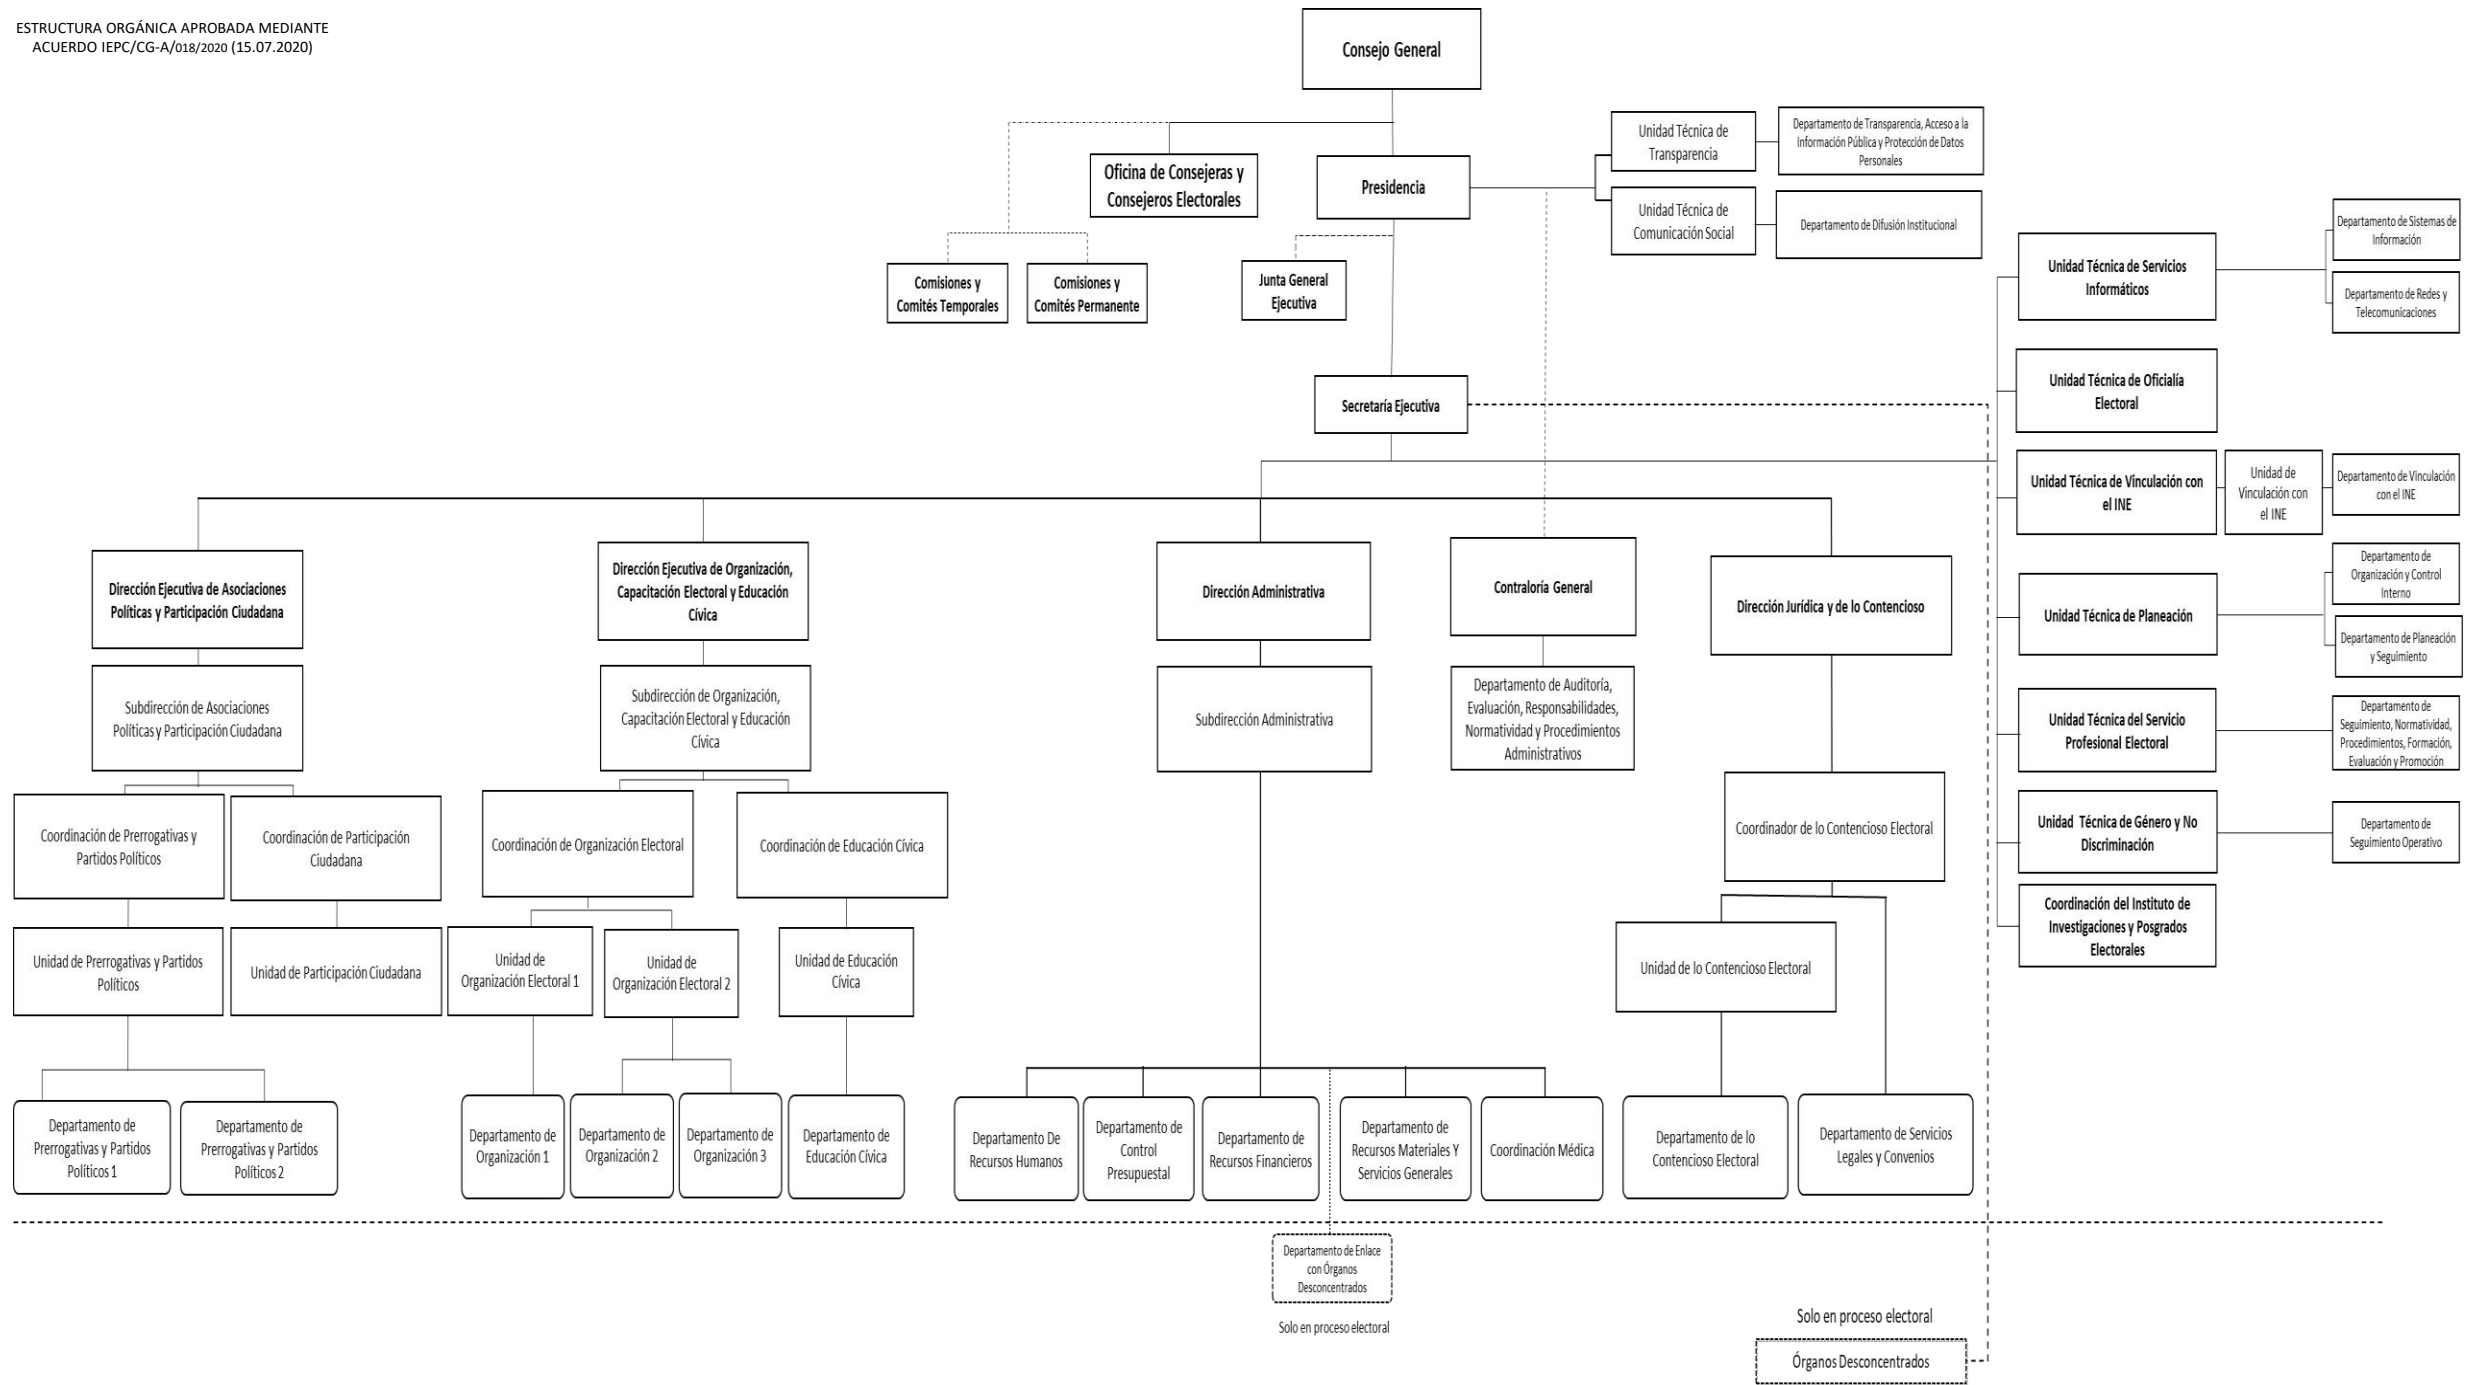 ESTRUCTURA ORGÁNICA APROBADA MEDIANTE
ACUERDO IEPC/CG-A/018/2020 (15.07.2020)
Consejo General
Oficina de Consejeras y
Consejeros Electorales
Presidencia
Unidad Técnica de
Transparencia
Departamento de Transparencia, Acceso a la
Información Pública y Protección de Datos
Personales
Unidad Técnica de
Comunicación Social
Departamento de Difusión Institucional
Comisiones y
Comités Temporales
Comisiones y
Comités Permanente
Junta General
Ejecutiva
Secretaría Ejecutiva
Unidad Técnica de Servicios
Informáticos
Departamento de Sistemas de
Información
Departamento de Redes y
Telecomunicaciones
Unidad Técnica de Oficialía
Electoral
Unidad Técnica de Vinculación con
el INE
Unidad de
Vinculación con
el INE
Departamento de Vinculación
con el INE
Unidad Técnica de Planeación
Departamento de
Organización y Control
Interno
Departamento de Planeación
y Seguimiento
Unidad Técnica del Servicio
Profesional Electoral
Departamento de
Seguimiento, Normatividad,
Procedimientos, Formación,
Evaluación y Promoción
Unidad Técnica de Género y No
Discriminación
Departamento de
Seguimiento Operativo
Coordinación del Instituto de
Investigaciones y Posgrados
Electorales
Dirección Ejecutiva de Asociaciones
Políticas y Participación Ciudadana
Dirección Ejecutiva de Organización,
Capacitación Electoral y Educación
Cívica
Dirección Administrativa
Contraloría General
Dirección Jurídica y de lo Contencioso
Subdirección de Asociaciones
Políticas y Participación Ciudadana
Subdirección de Organización,
Capacitación Electoral y Educación
Cívica
Subdirección Administrativa
Departamento de Auditoría,
Evaluación, Responsabilidades,
Normatividad y Procedimientos
Administrativos
Coordinación de Prerrogativas y
Partidos Políticos
Coordinación de Participación
Ciudadana
Coordinación de Organización Electoral
Coordinación de Educación Cívica
Coordinador de lo Contencioso Electoral
Unidad de Prerrogativas y Partidos
Políticos
Unidad de Participación Ciudadana
Unidad de
Organización Electoral 1
Unidad de
Organización Electoral 2
Unidad de Educación
Cívica
Unidad de lo Contencioso Electoral
Departamento de
Prerrogativas y Partidos
Políticos 1
Departamento de
Prerrogativas y Partidos
Políticos 2
Departamento de
Organización 1
Departamento de
Organización 2
Departamento de
Organización 3
Departamento de
Educación Cívica
Departamento De
Recursos Humanos
Departamento de
Control
Presupuestal
Departamento de
Recursos Financieros
Departamento de
Recursos Materiales Y
Servicios Generales
Coordinación Médica
Departamento de lo
Contencioso Electoral
Departamento de Servicios
Legales y Convenios
Departamento de Enlace
con Órganos
Desconcentrados
Solo en proceso electoral
Solo en proceso electoral
Órganos Desconcentrados